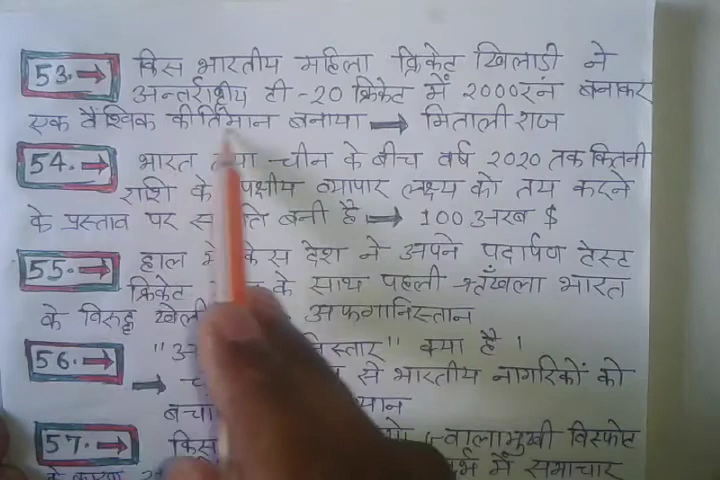 53.→ किस भारतीय महिला क्रिकेट खिलाडी ने
अन्तर्राष्ट्रीय टी -20 क्रिकेट में 2000रन बनाकर
एक वैश्विक कीर्तिमान बनाया → मिताली राज
54.→ भारत तथा चीन के बीच वर्ष 2020 तक कितनी
राशि के पक्षीय व्यापार लक्ष्य को तय करने
के प्रस्ताव पर बनी है → 100 अरब $
55.→ हाल में किस देश ने अपने पदार्पण टेस्ट
क्रिकेट के साथ पहली श्रृँखला भारत
के विरुद्ध खेली अफगानिस्तान
56.→ " विस्तार" क्या है ।
→ से भारतीय नागरिकों को
57.→ किस ज्वालामुखी विस्फोट
के कारण में समाचार